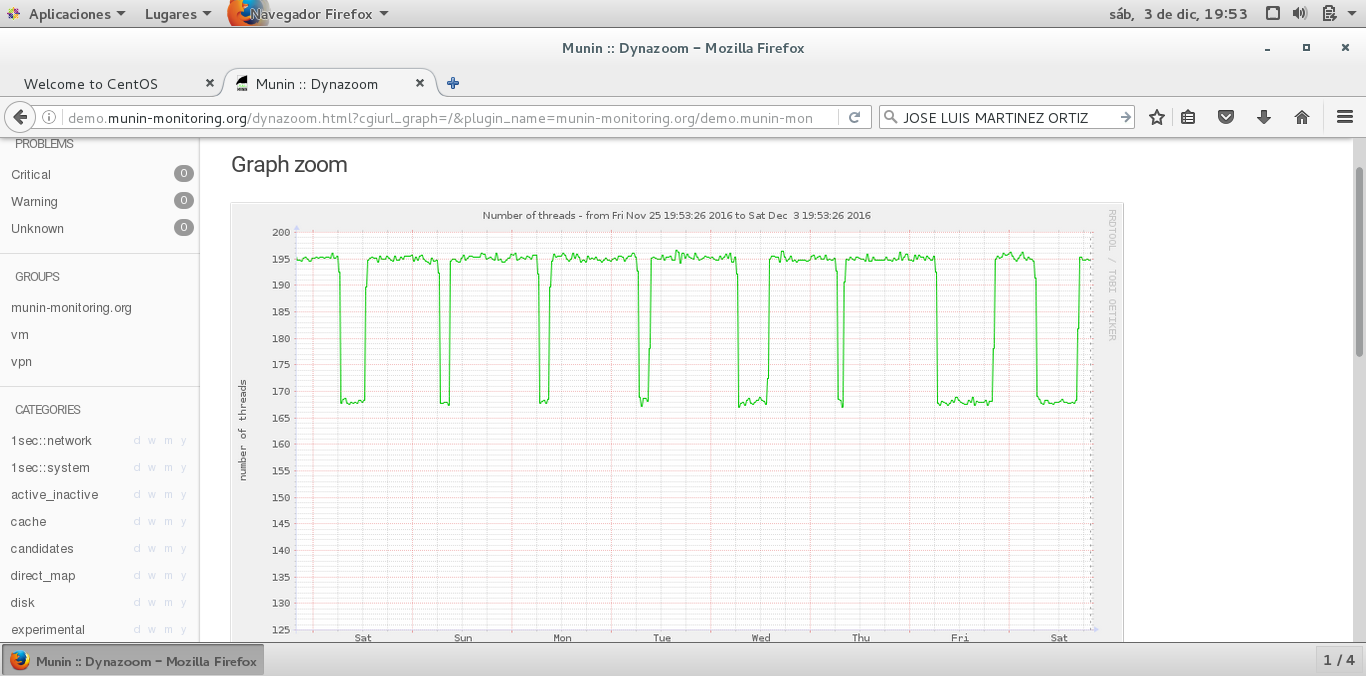 Aplicaciones Lugares Navegador Firefox sáb, 3 de dic, 19:53
Munin :: Dynazoom - Mozilla Firefox
Welcome to CentOS Munin :: Dynazoom
demo.munin-monitoring.org/dynazoom.html?cgiurl_graph=/&plugin_name=munin-monitoring.org/demo.munin-mon JOSE LUIS MARTINEZ ORTIZ
PROBLEMS
Critical 0
Warning 0
Unknown 0
GROUPS
munin-monitoring.org
vm
vpn
CATEGORIES
1sec::network d w m y
1sec::system d w m y
active_inactive d w m y
cache d w m y
candidates d w m y
direct_map d w m y
disk d w m y
experimental d w m y
Graph zoom
Number of threads - from Fri Nov 25 19:53:26 2016 to Sat Dec 3 19:53:26 2016
RRDTOOL / TOBI OETIKER
number of threads
200
195
190
185
180
175
170
165
160
155
150
145
140
135
130
125
Sat Sun Mon Tue Wed Thu Fri Sat
Munin :: Dynazoom - Mozilla Firefox 1 / 4